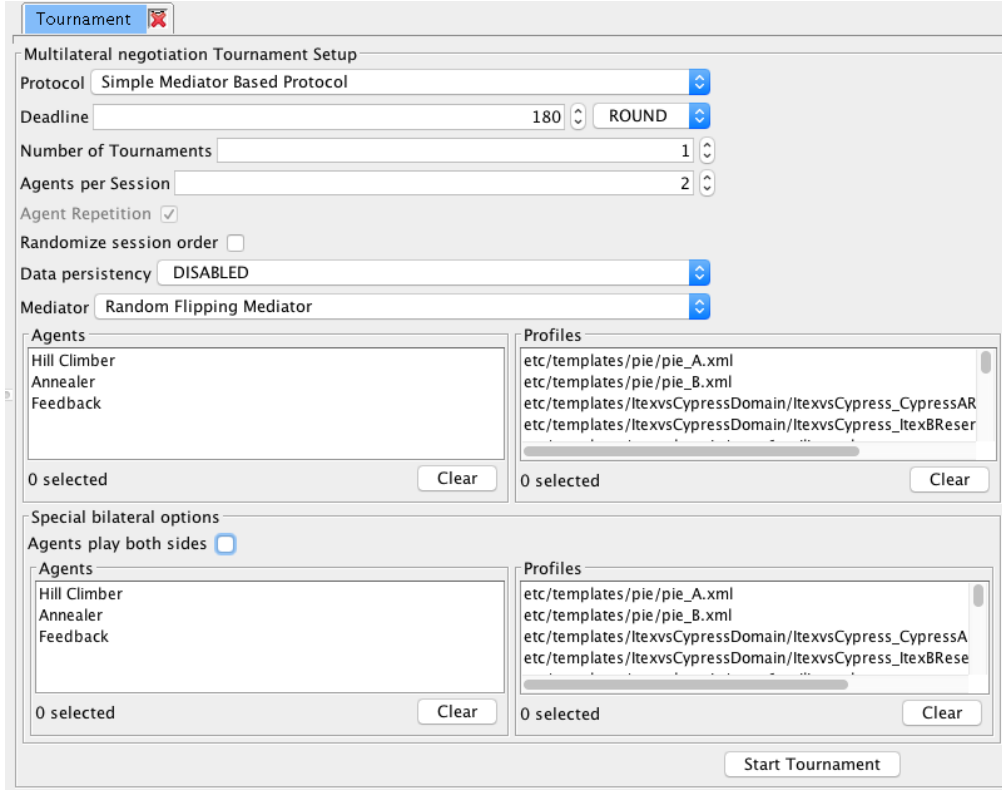 Tournament
Multilateral negotiation Tournament Setup
Protocol Simple Mediator Based Protocol
Deadline 180 ROUND
Number of Tournaments 1
Agents per Session 2
Agent Repetition
Randomize session order
Data persistency DISABLED
Mediator Random Flipping Mediator
Agents
Hill Climber
Annealer
Feedback
0 selected Clear
Profiles
etc/templates/pie/pie_A.xml
etc/templates/pie/pie_B.xml
etc/templates/ItexvsCypressDomain/ItexvsCypress_CypressAR
etc/templates/ItexvsCypressDomain/ItexvsCypress_ItexBReser
0 selected Clear
Special bilateral options
Agents play both sides
Agents
Hill Climber
Annealer
Feedback
0 selected Clear
Profiles
etc/templates/pie/pie_A.xml
etc/templates/pie/pie_B.xml
etc/templates/ItexvsCypressDomain/ItexvsCypress_CypressA
etc/templates/ItexvsCypressDomain/ItexvsCypress_ItexBRese
0 selected Clear
Start Tournament